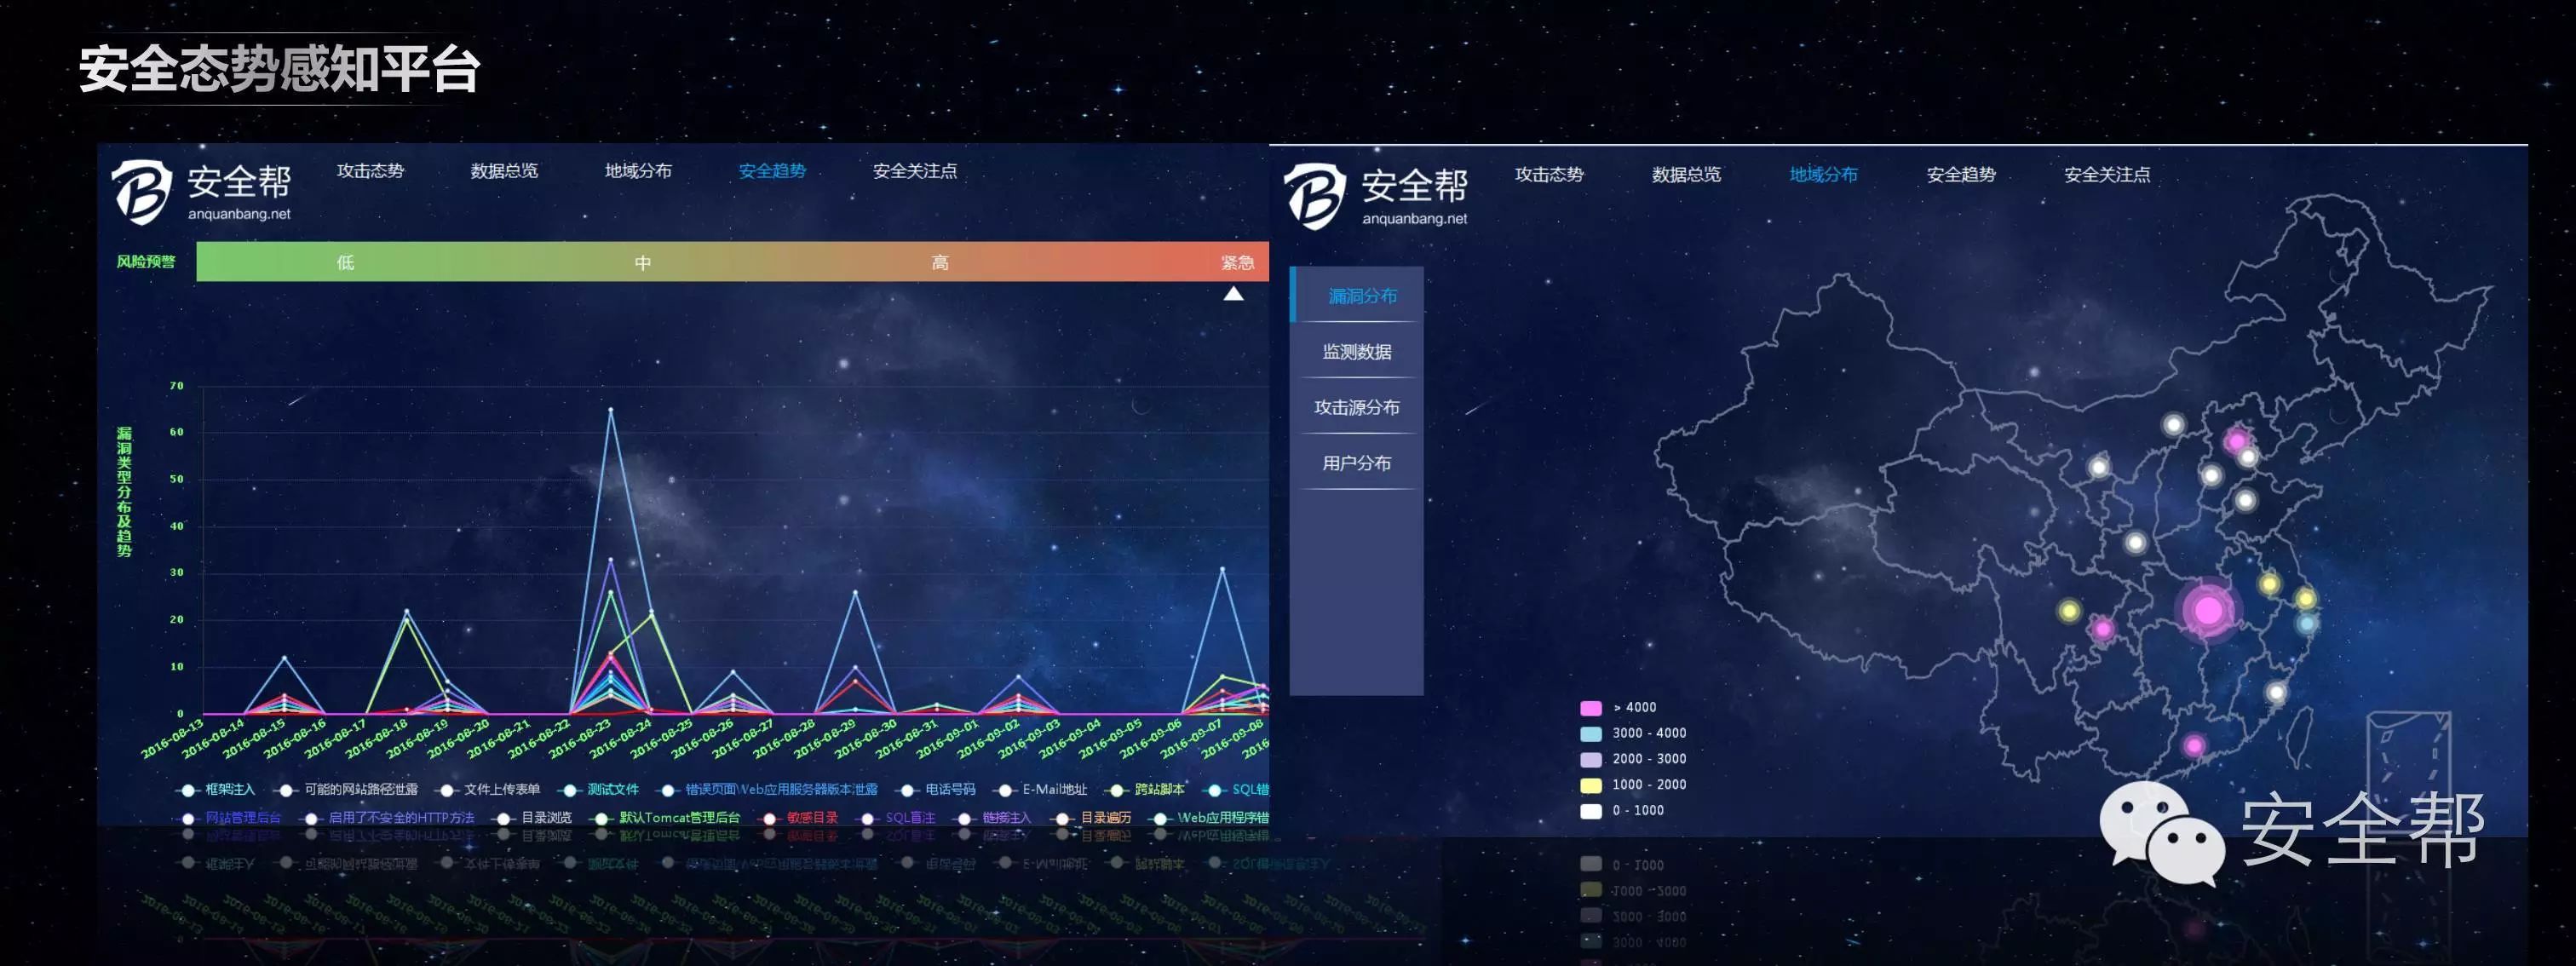 安全态势感知平台
安全帮
anquanbang.net
攻击态势 数据总览 地域分布 安全趋势 安全关注点
风险预警 低 中 高 紧急
漏洞类型分布及趋势
70
60
50
40
30
20
10
0
2016-08-13 2016-08-14 2016-08-15 2016-08-16 2016-08-17 2016-08-18 2016-08-19 2016-08-20 2016-08-21 2016-08-22 2016-08-23 2016-08-24 2016-08-25 2016-08-26 2016-08-27 2016-08-28 2016-08-29 2016-08-30 2016-08-31 2016-09-01 2016-09-02 2016-09-03 2016-09-04 2016-09-05 2016-09-06 2016-09-07 2016-09-08 2016
框架注入 可能的网站路径泄露 文件上传表单 测试文件 错误页面Web应用服务器版本泄露 电话号码 E-Mail地址 跨站脚本 SQL错
网站管理后台 启用了不安全的HTTP方法 目录浏览 默认Tomcat管理后台 敏感目录 SQL盲注 链接注入 目录遍历 Web应用程序错
安全帮
anquanbang.net
攻击态势 数据总览 地域分布 安全趋势 安全关注点
漏洞分布
监测数据
攻击源分布
用户分布
> 4000
3000 - 4000
2000 - 3000
1000 - 2000
0 - 1000
安全帮